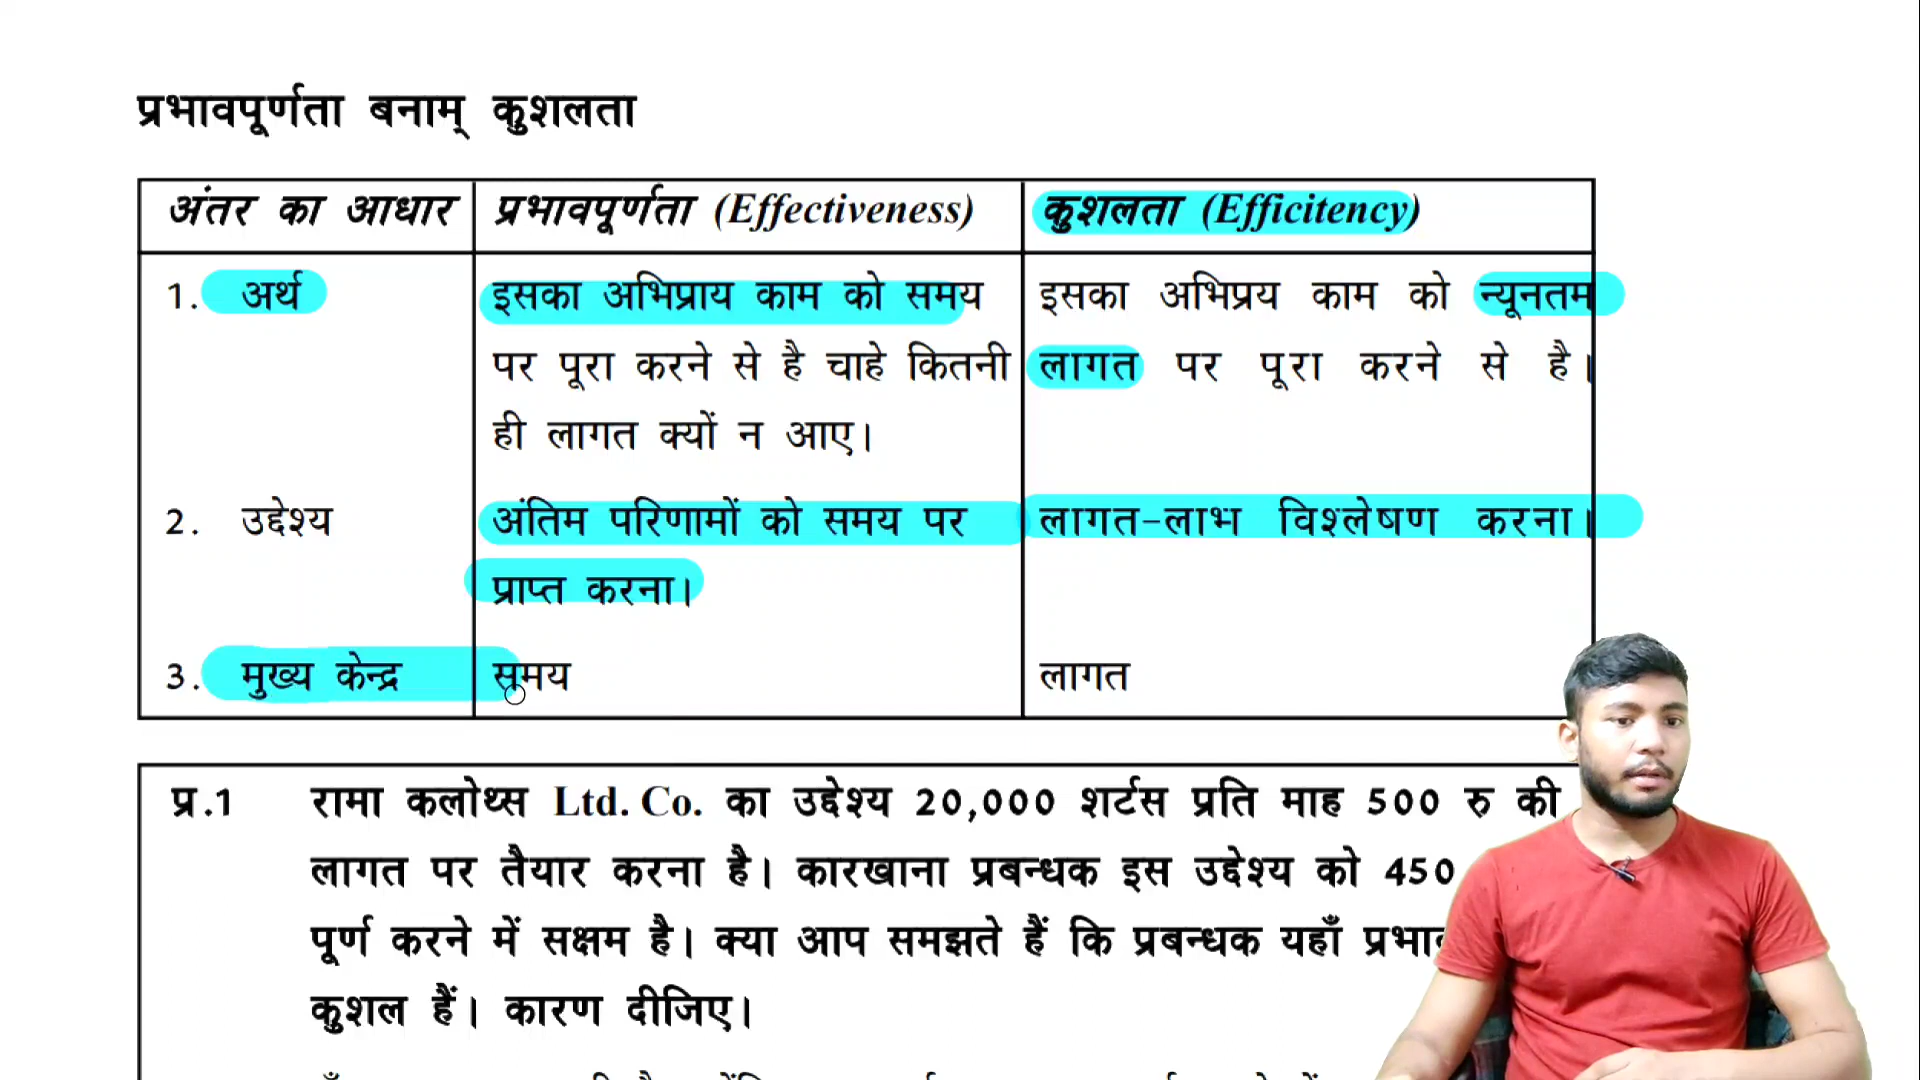 प्रभावपूर्णता बनाम् कुशलता
अंतर का आधार प्रभावपूर्णता (Effectiveness) कुशलता (Efficitency)
1. अर्थ इसका अभिप्राय काम को समय इसका अभिप्रय काम को न्यूनतम
पर पूरा करने से है चाहे कितनी लागत पर पूरा करने से है।
ही लागत क्यों न आए।
2. उद्देश्य अंतिम परिणामों को समय पर लागत-लाभ विश्लेषण करना।
प्राप्त करना।
3. मुख्य केन्द्र समय लागत
प्र.1 रामा कलोथ्स Ltd. Co. का उद्देश्य 20,000 शर्टस प्रति माह 500 रु की
लागत पर तैयार करना है। कारखाना प्रबन्धक इस उद्देश्य को 450
पूर्ण करने में सक्षम है। क्या आप समझते हैं कि प्रबन्धक यहाँ
कुशल हैं। कारण दीजिए।